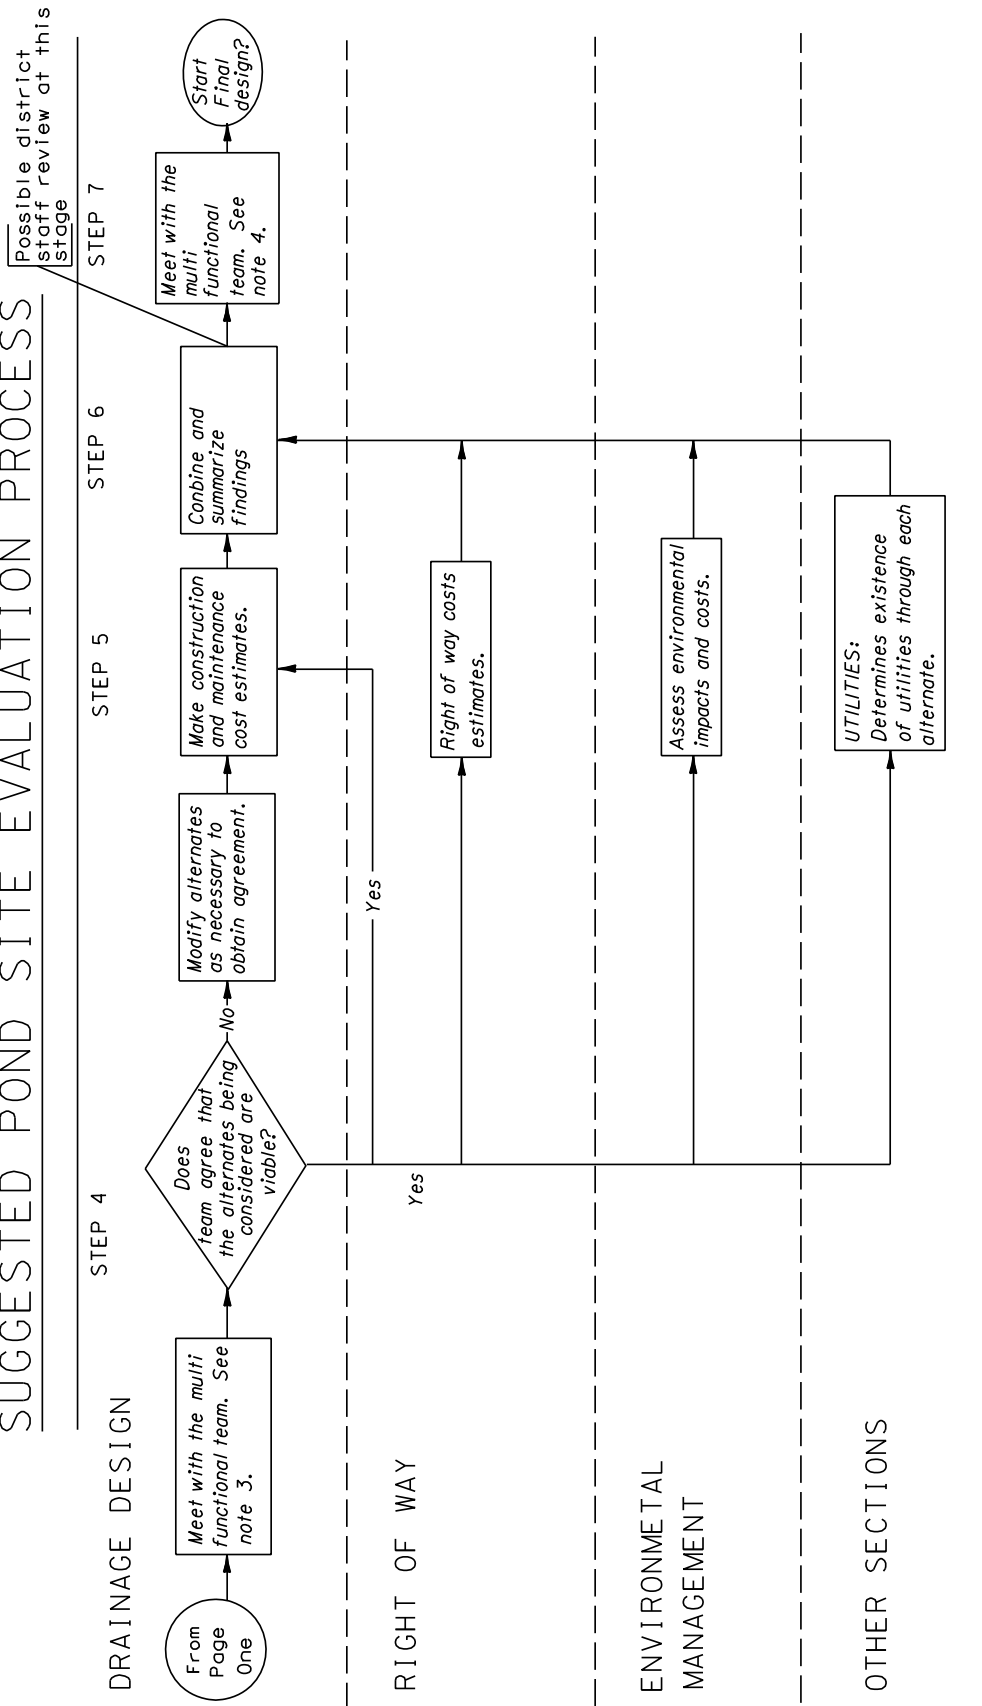 SUGGESTED POND SITE EVALUATION PROCESS
Possible district
staff review at this
stage
STEP 4
STEP 5
STEP 6
STEP 7
DRAINAGE DESIGN
From
Page
One
Meet with the multi
functional team. See
note 3.
Does
team agree that
the alternates being
considered are
viable?
No
Modify alternates
as necessary to
obtain agreement.
Make construction
and maintenance
cost estimates.
Conbine and
summarize
findings
Meet with the
multi
functional
team. See
note 4.
Start
Final
design?
Yes
Yes
RIGHT OF WAY
Right of way costs
estimates.
ENVIRONMETAL
MANAGEMENT
Assess environmental
impacts and costs.
OTHER SECTIONS
UTILITIES:
Determines existence
of utilities through each
alternate.